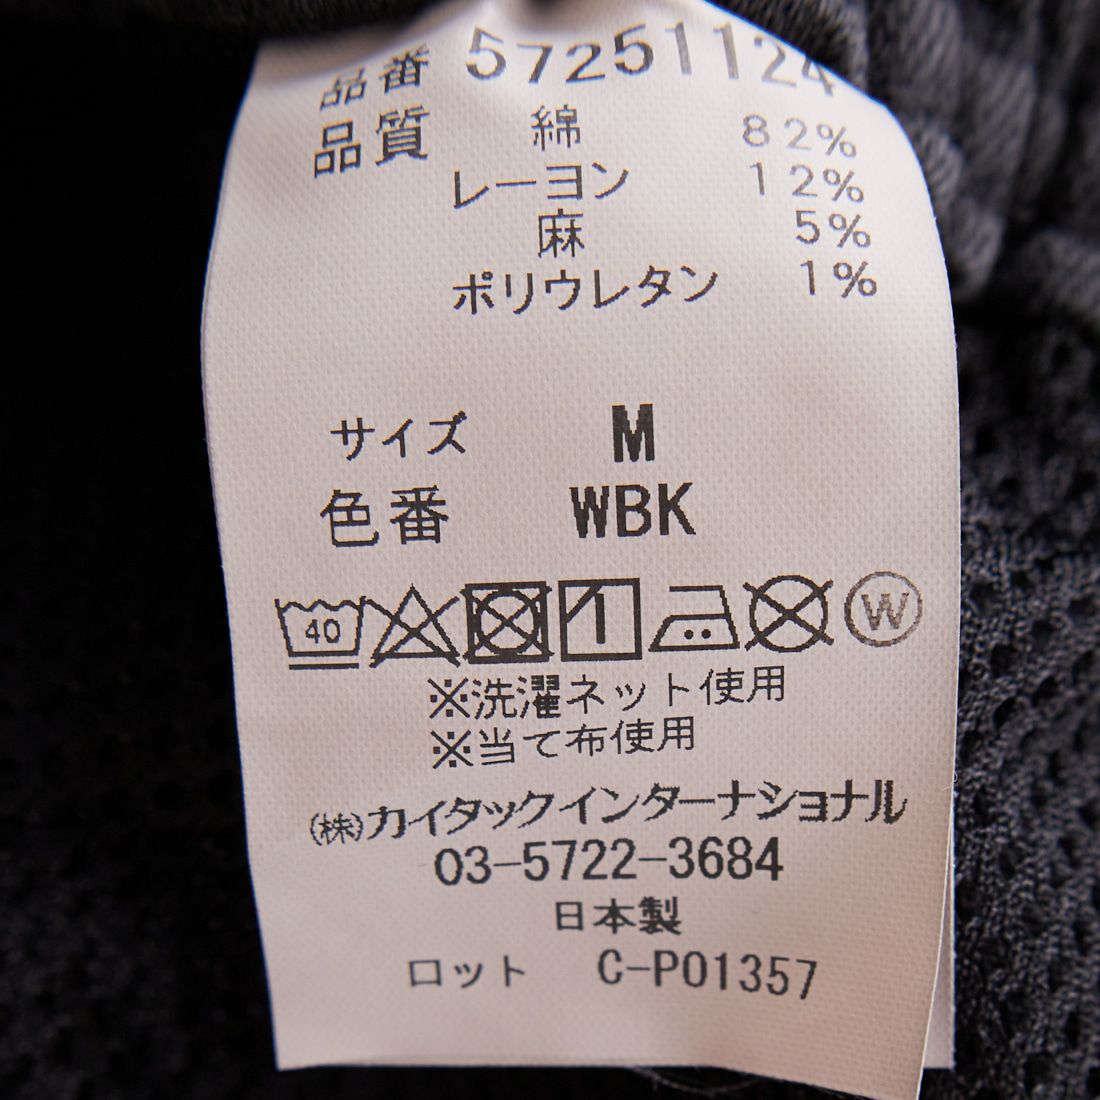 品番 57251124
品質 綿 82%
レーヨン 12%
麻 5%
ポリウレタン 1%
サイズ M
色番 WBK
40 W
※洗濯ネット使用
※当て布使用
(株)カイタックインターナショナル
03-5722-3684
日本製
ロット C-P01357